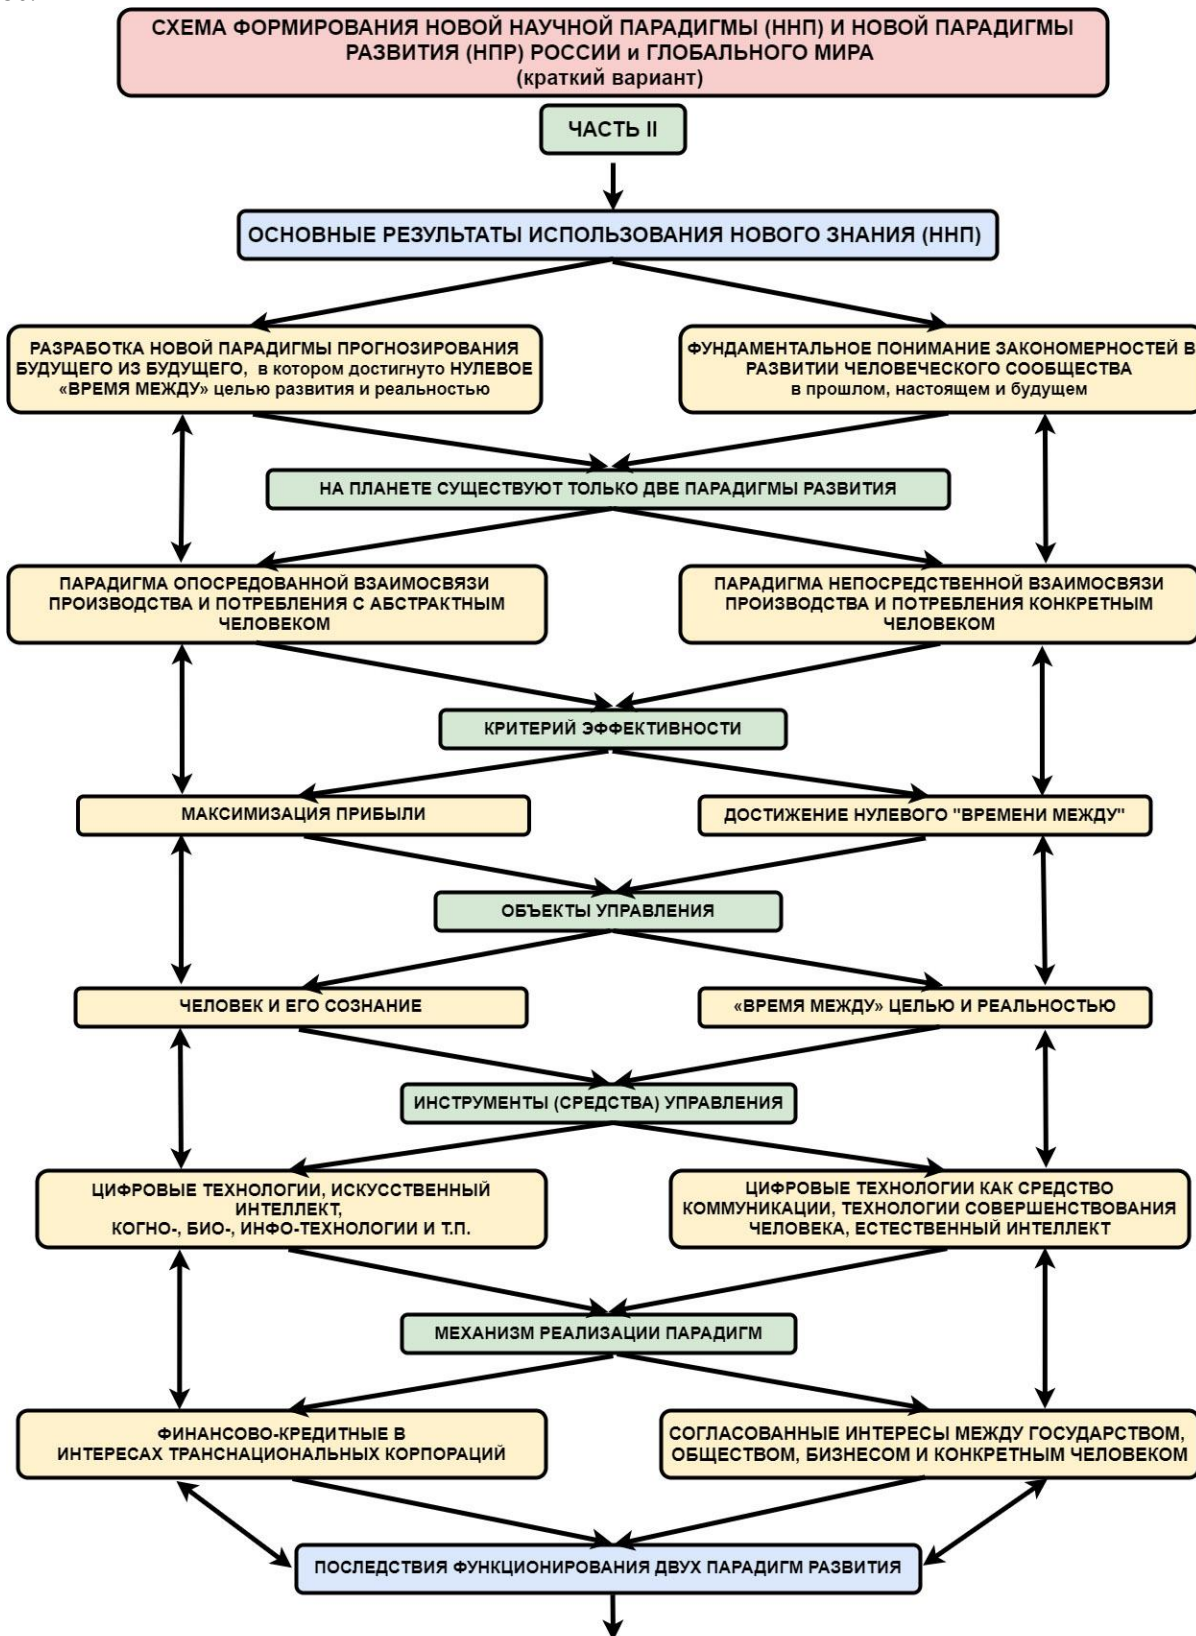 СХЕМА ФОРМИРОВАНИЯ НОВОЙ НАУЧНОЙ ПАРАДИГМЫ (ННП) И НОВОЙ ПАРАДИГМЫ
РАЗВИТИЯ (НПР) РОССИИ и ГЛОБАЛЬНОГО МИРА
(краткий вариант)
ЧАСТЬ II
ОСНОВНЫЕ РЕЗУЛЬТАТЫ ИСПОЛЬЗОВАНИЯ НОВОГО ЗНАНИЯ (ННП)
РАЗРАБОТКА НОВОЙ ПАРАДИГМЫ ПРОГНОЗИРОВАНИЯ
БУДУЩЕГО ИЗ БУДУЩЕГО, в котором достигнуто НУЛЕВОЕ
«ВРЕМЯ МЕЖДУ» целью развития и реальностью
ФУНДАМЕНТАЛЬНОЕ ПОНИМАНИЕ ЗАКОНОМЕРНОСТЕЙ В
РАЗВИТИИ ЧЕЛОВЕЧЕСКОГО СООБЩЕСТВА
в прошлом, настоящем и будущем
НА ПЛАНЕТЕ СУЩЕСТВУЮТ ТОЛЬКО ДВЕ ПАРАДИГМЫ РАЗВИТИЯ
ПАРАДИГМА ОПОСРЕДОВАННОЙ ВЗАИМОСВЯЗИ
ПРОИЗВОДСТВА И ПОТРЕБЛЕНИЯ С АБСТРАКТНЫМ
ЧЕЛОВЕКОМ
ПАРАДИГМА НЕПОСРЕДСТВЕННОЙ ВЗАИМОСВЯЗИ
ПРОИЗВОДСТВА И ПОТРЕБЛЕНИЯ КОНКРЕТНЫМ
ЧЕЛОВЕКОМ
КРИТЕРИЙ ЭФФЕКТИВНОСТИ
МАКСИМИЗАЦИЯ ПРИБЫЛИ
ДОСТИЖЕНИЕ НУЛЕВОГО "ВРЕМЕНИ МЕЖДУ"
ОБЪЕКТЫ УПРАВЛЕНИЯ
ЧЕЛОВЕК И ЕГО СОЗНАНИЕ
«ВРЕМЯ МЕЖДУ» ЦЕЛЬЮ И РЕАЛЬНОСТЬЮ
ИНСТРУМЕНТЫ (СРЕДСТВА) УПРАВЛЕНИЯ
ЦИФРОВЫЕ ТЕХНОЛОГИИ, ИСКУССТВЕННЫЙ
ИНТЕЛЛЕКТ,
КОГНО-, БИО-, ИНФО-ТЕХНОЛОГИИ И Т.П.
ЦИФРОВЫЕ ТЕХНОЛОГИИ КАК СРЕДСТВО
КОММУНИКАЦИИ, ТЕХНОЛОГИИ СОВЕРШЕНСТВОВАНИЯ
ЧЕЛОВЕКА, ЕСТЕСТВЕННЫЙ ИНТЕЛЛЕКТ
МЕХАНИЗМ РЕАЛИЗАЦИИ ПАРАДИГМ
ФИНАНСОВО-КРЕДИТНЫЕ В
ИНТЕРЕСАХ ТРАНСНАЦИОНАЛЬНЫХ КОРПОРАЦИЙ
СОГЛАСОВАННЫЕ ИНТЕРЕСЫ МЕЖДУ ГОСУДАРСТВОМ,
ОБЩЕСТВОМ, БИЗНЕСОМ И КОНКРЕТНЫМ ЧЕЛОВЕКОМ
ПОСЛЕДСТВИЯ ФУНКЦИОНИРОВАНИЯ ДВУХ ПАРАДИГМ РАЗВИТИЯ